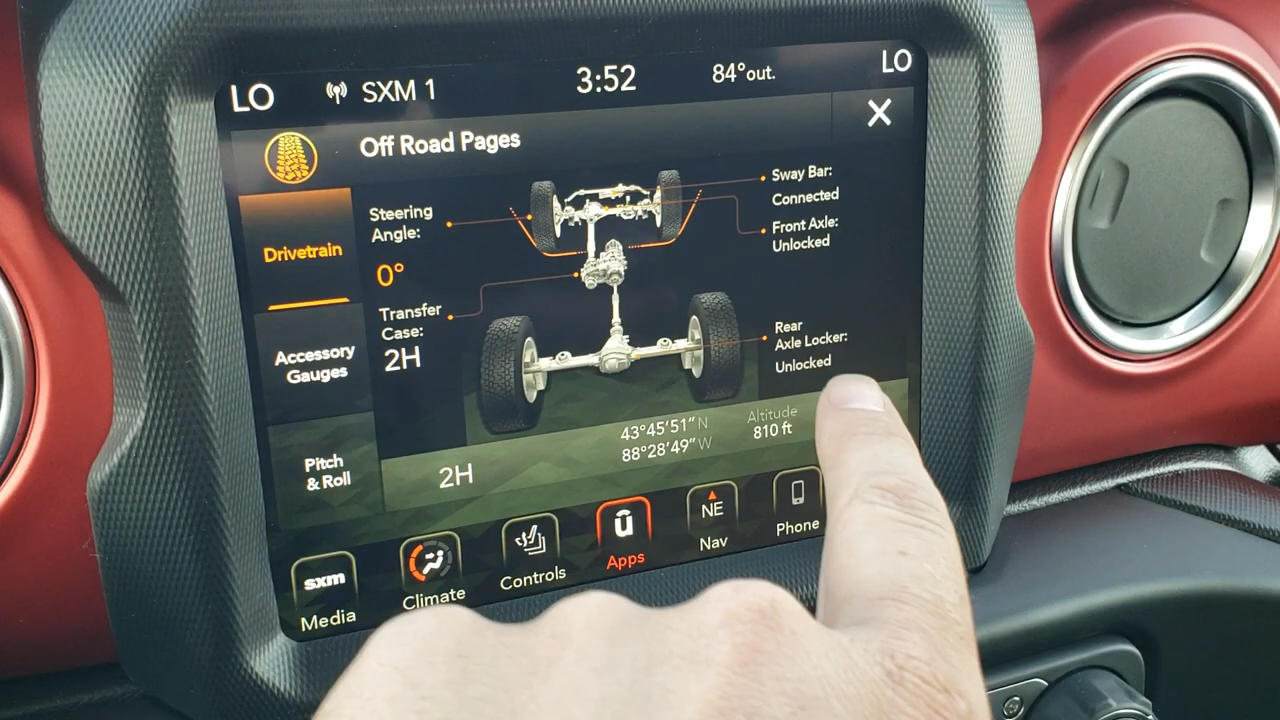 LO
SXM 1
3:52
84°out.
LO
Off Road Pages
X
Drivetrain
Accessory
Gauges
Pitch
& Roll
Steering
Angle:
0°
Transfer
Case:
2H
Sway Bar:
Connected
Front Axle:
Unlocked
Rear
Axle Locker:
Unlocked
2H
43°45'51" N
88°28'49" W
Altitude
810 ft
sxm
Media
Climate
Controls
ū
Apps
NE
Nav
Phone